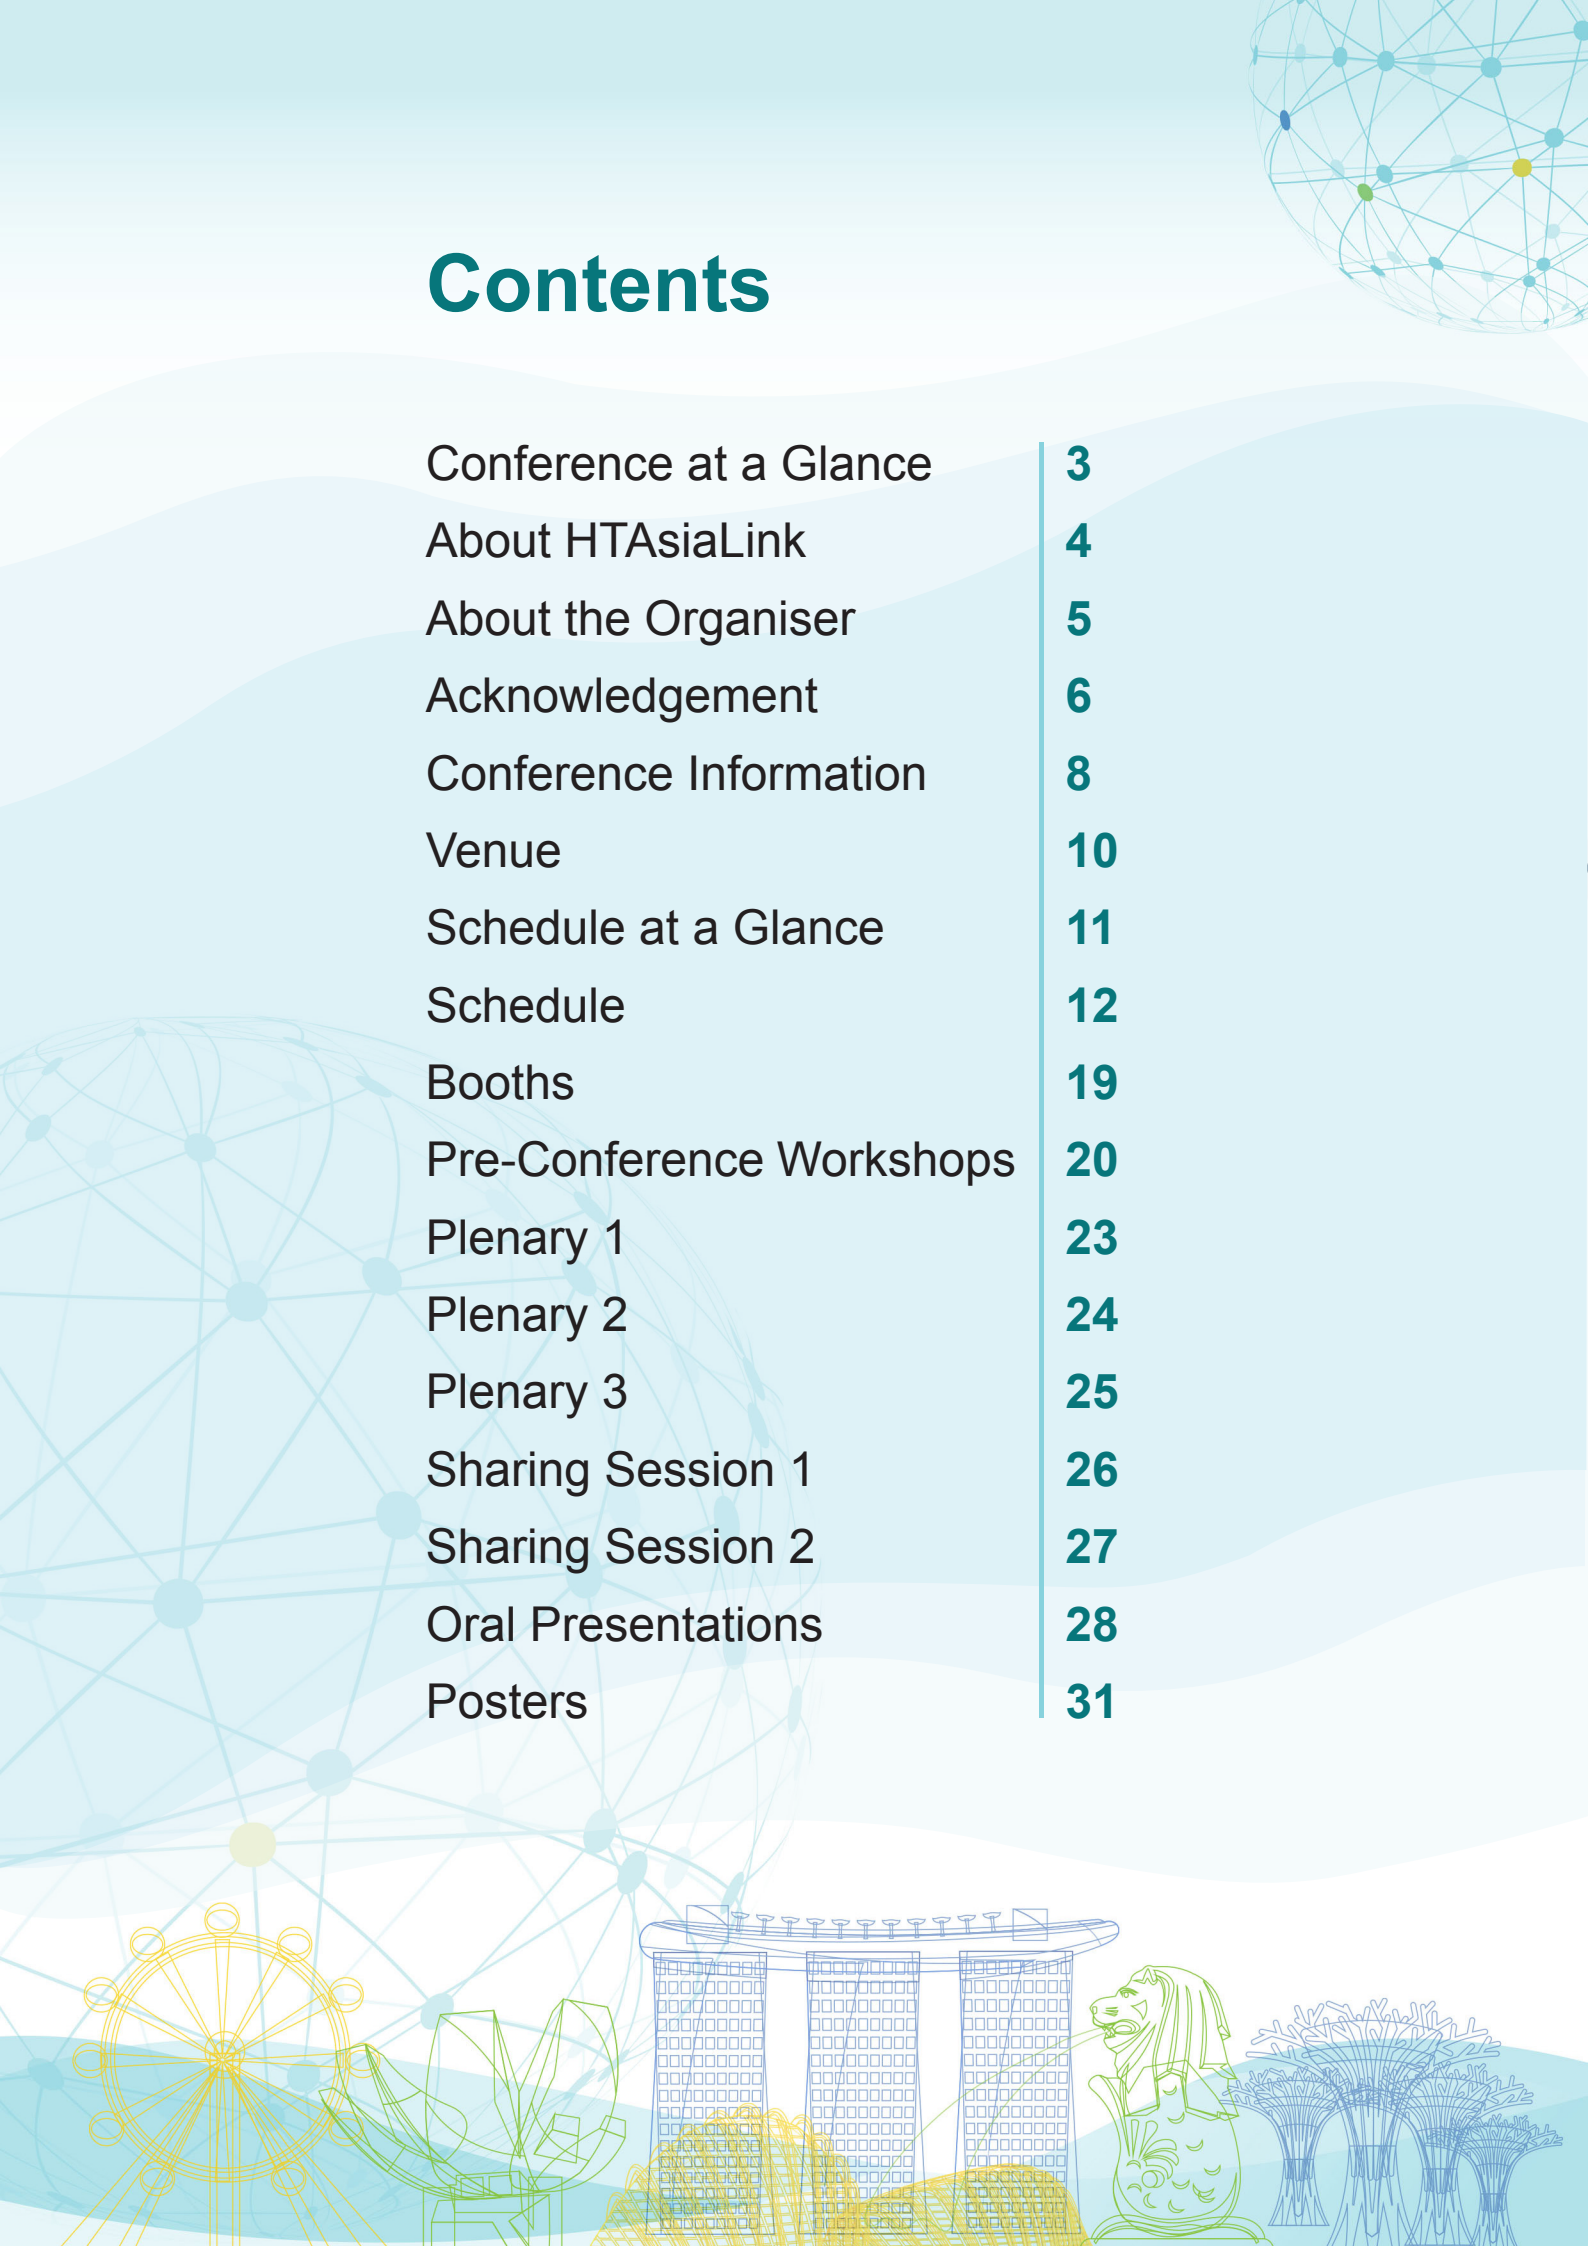 Contents
Conference at a Glance 3
About HTAsiaLink 4
About the Organiser 5
Acknowledgement 6
Conference Information 8
Venue 10
Schedule at a Glance 11
Schedule 12
Booths 19
Pre-Conference Workshops 20
Plenary 1 23
Plenary 2 24
Plenary 3 25
Sharing Session 1 26
Sharing Session 2 27
Oral Presentations 28
Posters 31